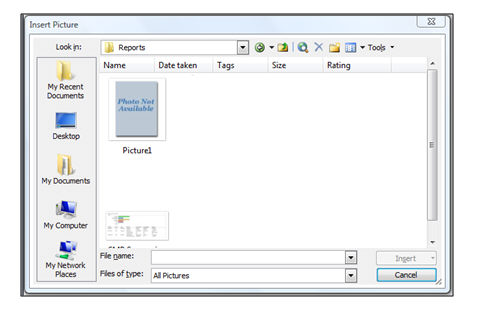 Insert Picture
Look in:
Reports
Tools
Name Date taken Tags Size Rating
My Recent
Documents
Desktop
My Documents
My Computer
My Network
Places
Photo Not
Available
Picture1
File name:
Insert
Files of type:
All Pictures
Cancel